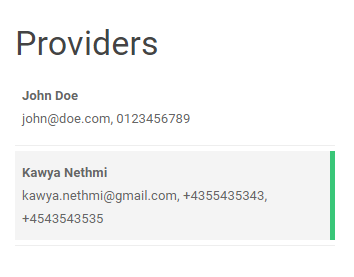 Providers
John Doe
john@doe.com, 0123456789
Kawya Nethmi
kawya.nethmi@gmail.com, +4355435343,
+4543543535